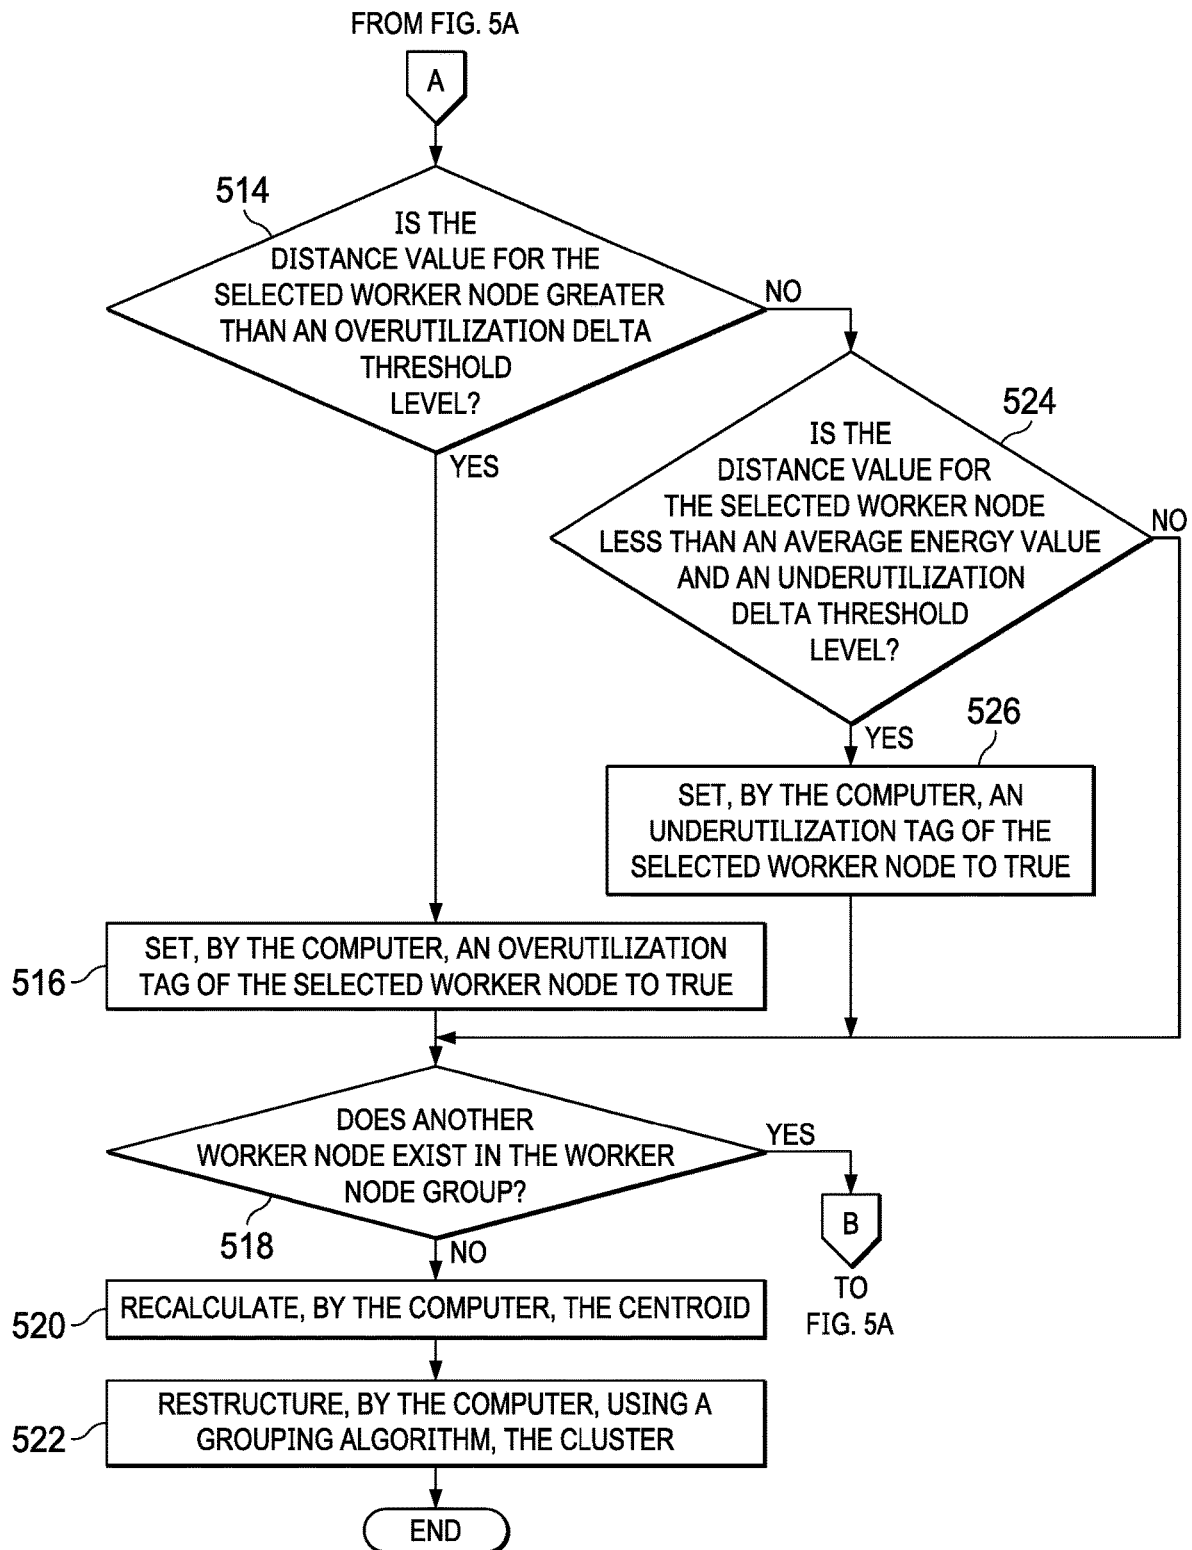 FROM FIG. 5A
A
514
IS THE
DISTANCE VALUE FOR THE
SELECTED WORKER NODE GREATER
THAN AN OVERUTILIZATION DELTA
THRESHOLD
LEVEL?
NO
YES
524
IS THE
DISTANCE VALUE FOR
THE SELECTED WORKER NODE
LESS THAN AN AVERAGE ENERGY VALUE
AND AN UNDERUTILIZATION
DELTA THRESHOLD
LEVEL?
NO
YES
526
SET, BY THE COMPUTER, AN
UNDERUTILIZATION TAG OF THE
SELECTED WORKER NODE TO TRUE
516
SET, BY THE COMPUTER, AN OVERUTILIZATION
TAG OF THE SELECTED WORKER NODE TO TRUE
DOES ANOTHER
WORKER NODE EXIST IN THE WORKER
NODE GROUP?
518
YES
B
TO
FIG. 5A
NO
520
RECALCULATE, BY THE COMPUTER, THE CENTROID
522
RESTRUCTURE, BY THE COMPUTER, USING A
GROUPING ALGORITHM, THE CLUSTER
END